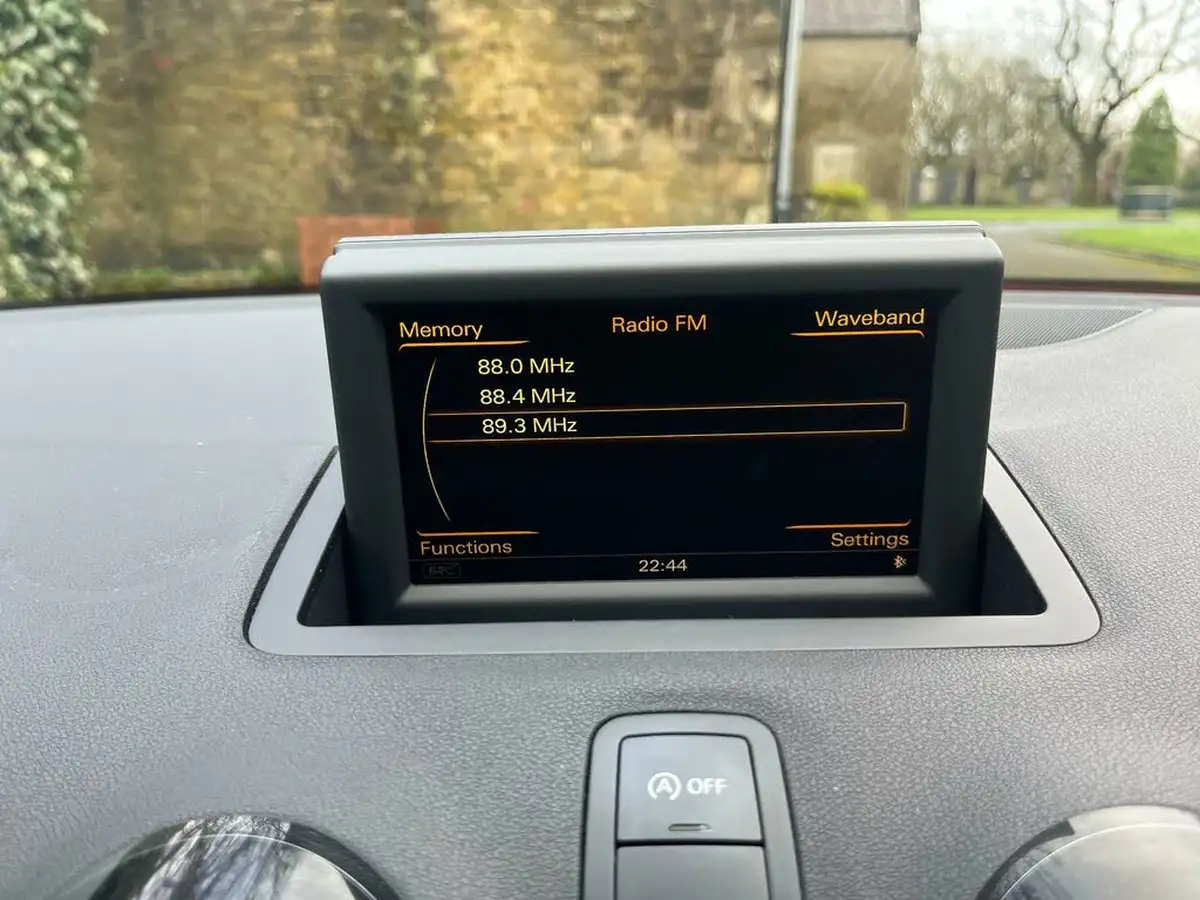 Memory
Radio FM
Waveband
88.0 MHz
88.4 MHz
89.3 MHz
Functions
Settings
22:44
A OFF